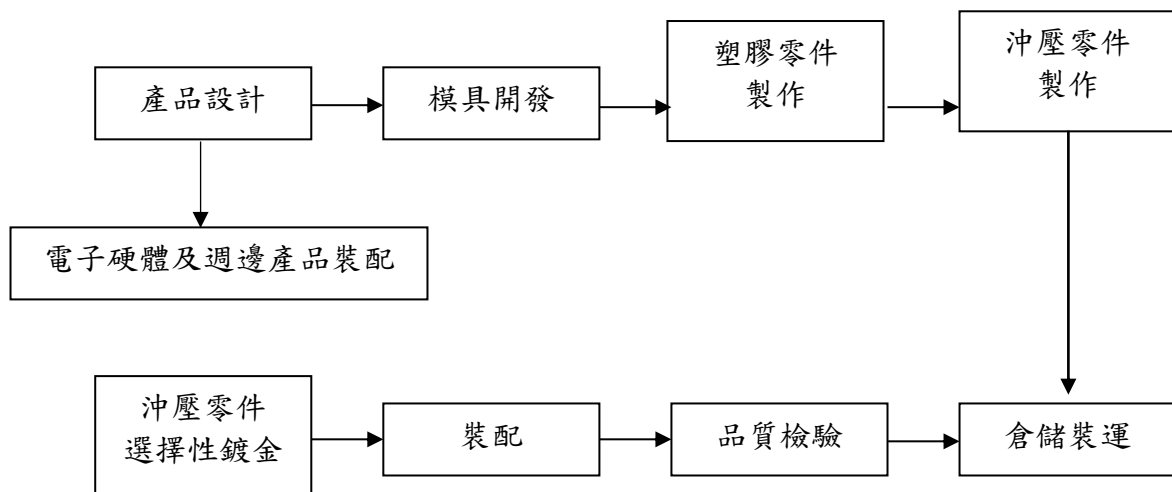 產品設計
模具開發
塑膠零件
製作
沖壓零件
製作
電子硬體及週邊產品裝配
沖壓零件
選擇性鍍金
裝配
品質檢驗
倉儲裝運